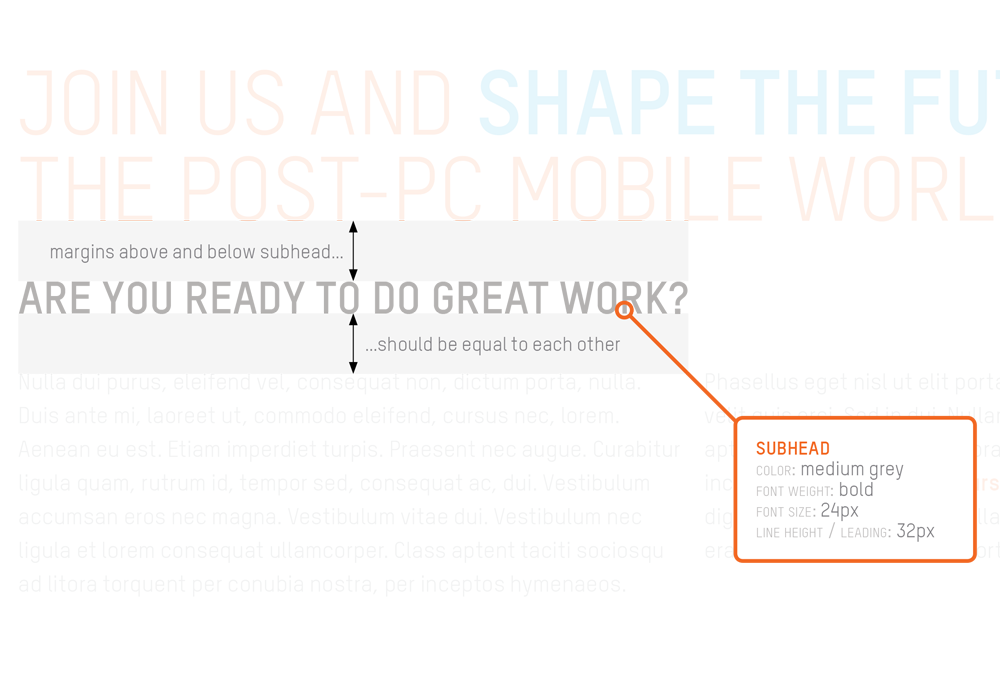 JOIN US AND SHAPE THE FU
THE POST-PC MOBILE WORL
margins above and below subhead...
ARE YOU READY TO DO GREAT WORK?
...should be equal to each other
Nulla dui purus, eleifend vel, consequat non, dictum porta, nulla.
Duis ante mi, laoreet ut, commodo eleifend, cursus nec, lorem.
Aenean eu est. Etiam imperdiet turpis. Praesent nec augue. Curabitur
ligula quam, rutrum id, tempor sed, consequat ac, dui. Vestibulum
accumsan eros nec magna. Vestibulum vitae dui. Vestibulum nec
ligula et lorem consequat ullamcorper. Class aptent taciti sociosqu
ad litora torquent per conubia nostra, per inceptos hymenaeos.
Phasellus eget nisl ut elit porta
SUBHEAD
COLOR: medium grey
FONT WEIGHT: bold
FONT SIZE: 24px
LINE HEIGHT / LEADING: 32px